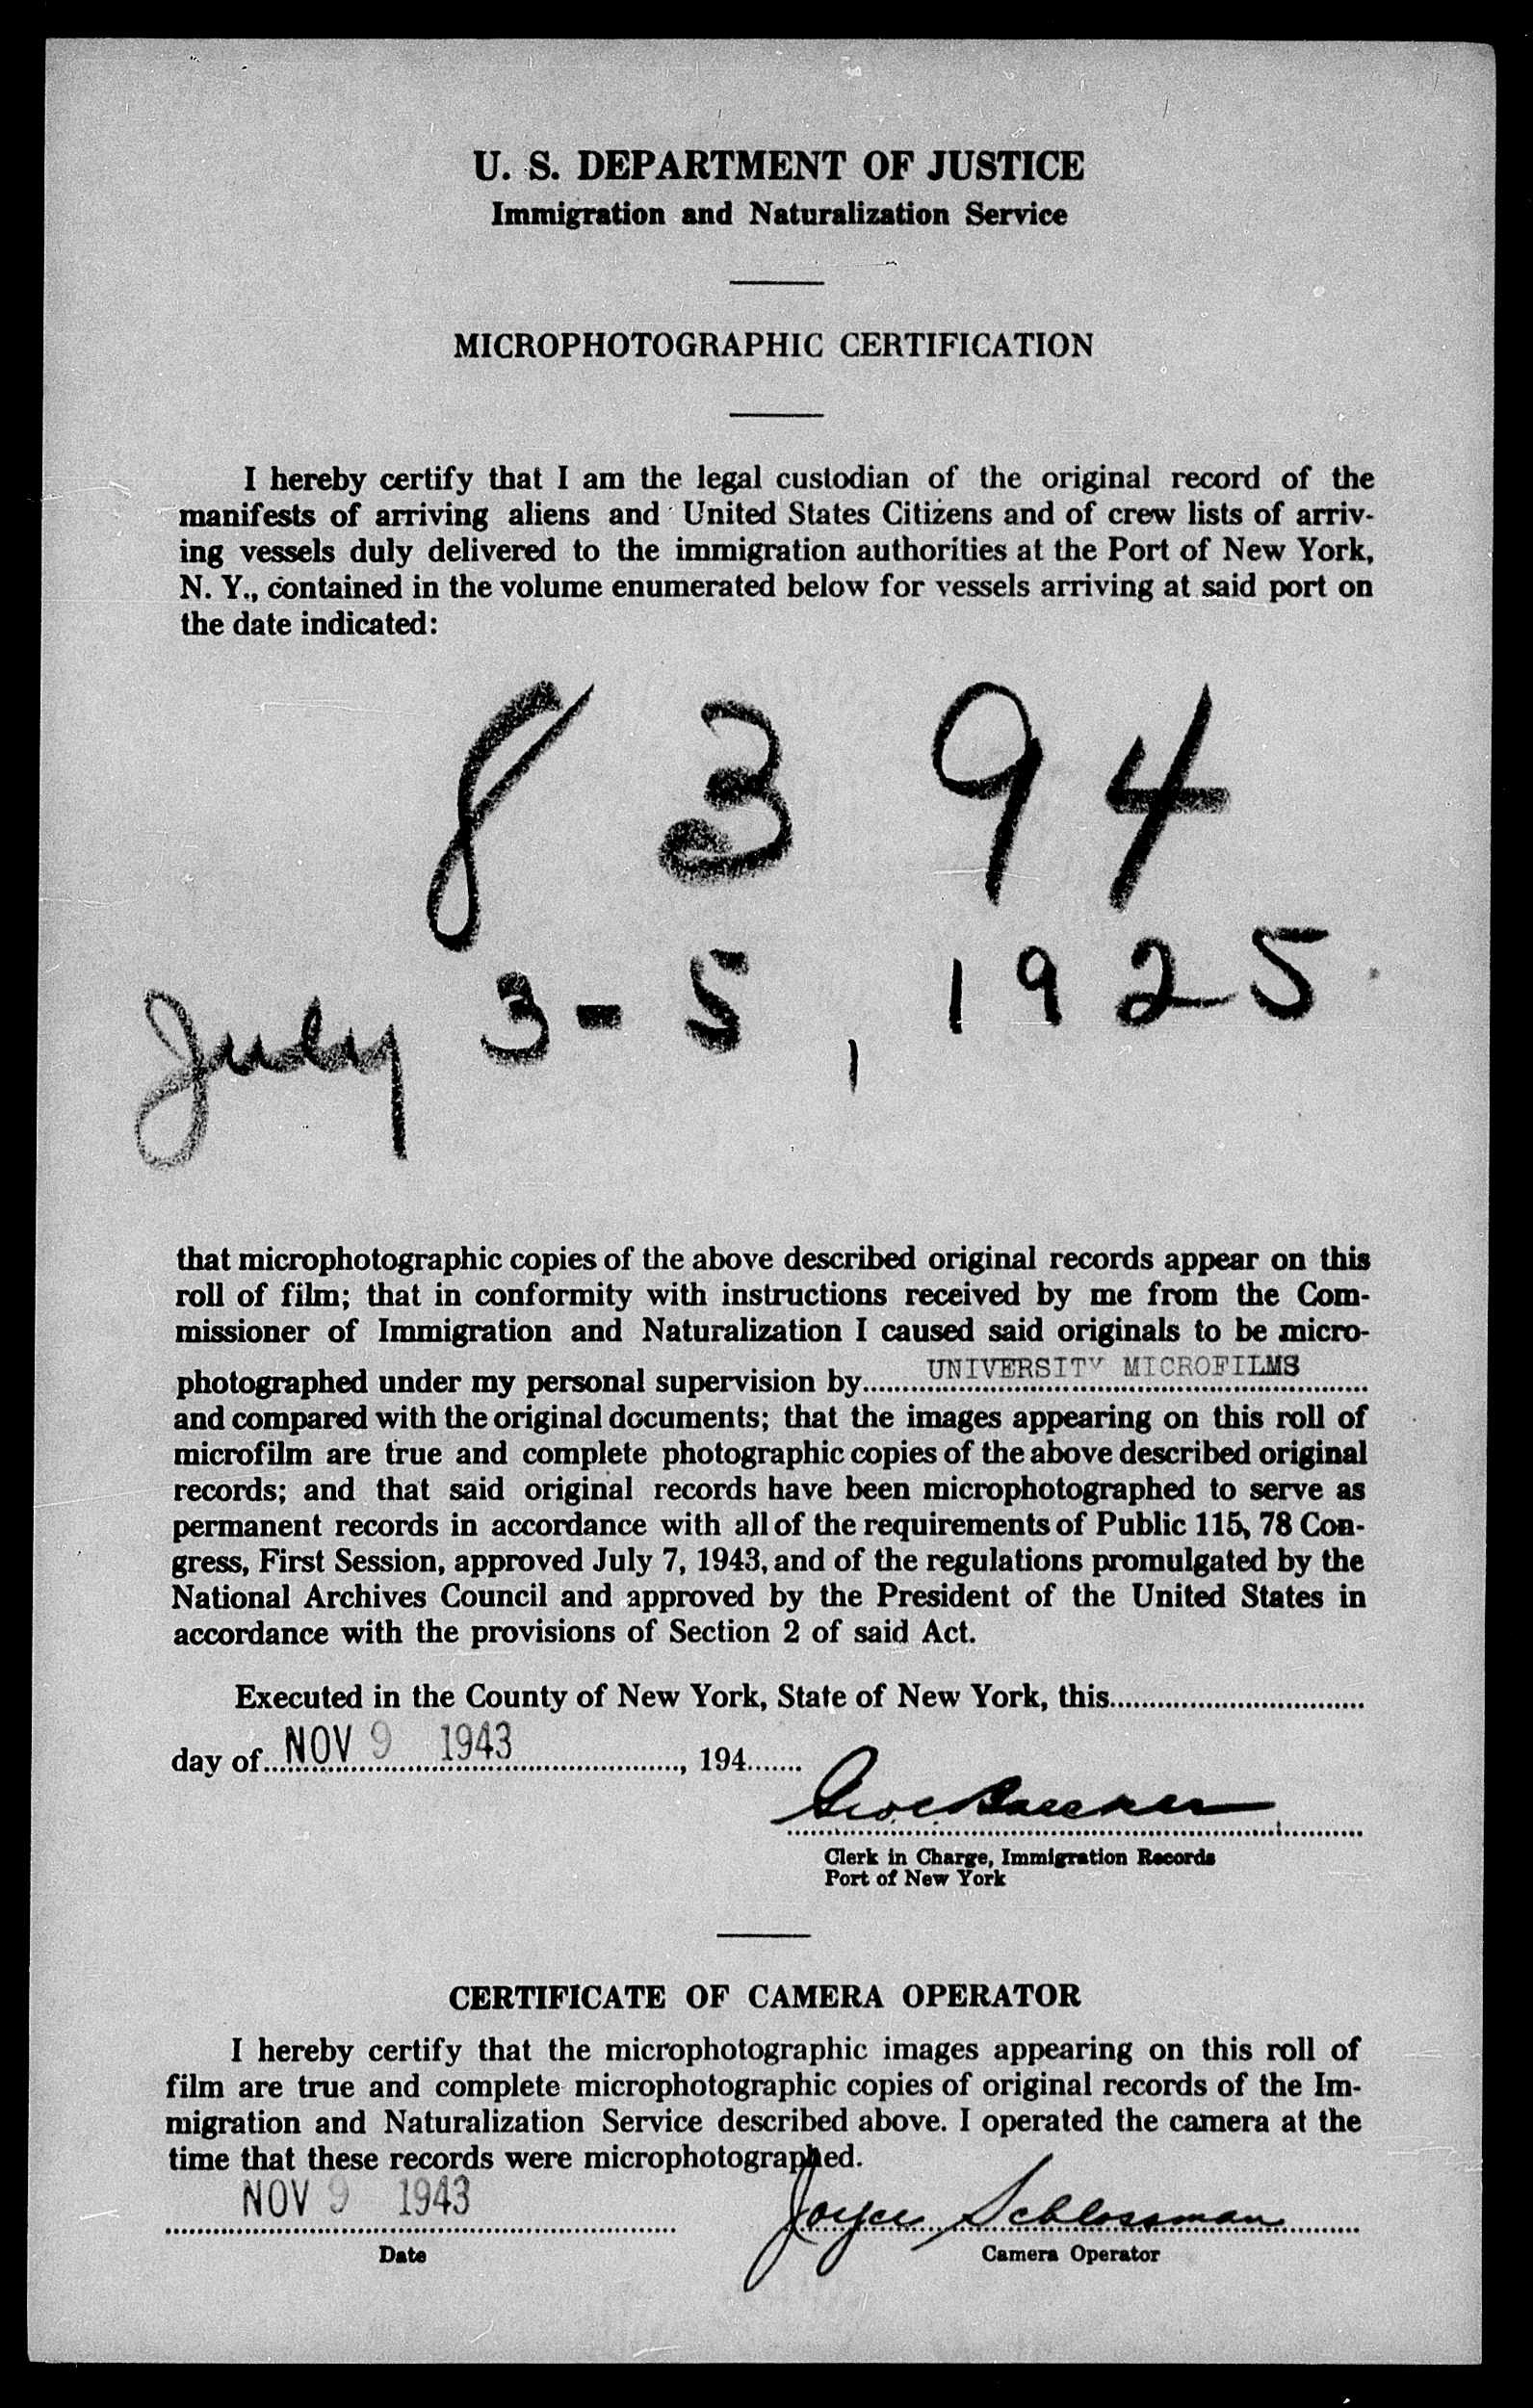 U. S. DEPARTMENT OF JUSTICE
Immigration and Naturalization Service
MICROPHOTOGRAPHIC CERTIFICATION
I hereby certify that I am the legal custodian of the original record of the
manifests of arriving aliens and United States Citizens and of crew lists of arriv-
ing vessels duly delivered to the immigration authorities at the Port of New York,
N. Y., contained in the volume enumerated below for vessels arriving at said port on
the date indicated:
8 3 94
July 3-5, 1925
that microphotographic copies of the above described original records appear on this
roll of film; that in conformity with instructions received by me from the Com-
missioner of Immigration and Naturalization I caused said originals to be micro-
photographed under my personal supervision by UNIVERSITY MICROFILMS
and compared with the original documents; that the images appearing on this roll of
microfilm are true and complete photographic copies of the above described original
records; and that said original records have been microphotographed to serve as
permanent records in accordance with all of the requirements of Public 115, 78 Con-
gress, First Session, approved July 7, 1943, and of the regulations promulgated by the
National Archives Council and approved by the President of the United States in
accordance with the provisions of Section 2 of said Act.
Executed in the County of New York, State of New York, this
day of NOV 9 1943, 194
Clerk in Charge, Immigration Records
Port of New York
CERTIFICATE OF CAMERA OPERATOR
I hereby certify that the microphotographic images appearing on this roll of
film are true and complete microphotographic copies of original records of the Im-
migration and Naturalization Service described above. I operated the camera at the
time that these records were microphotographed.
NOV 9 1943 Joyce Schlossman
Date Camera Operator